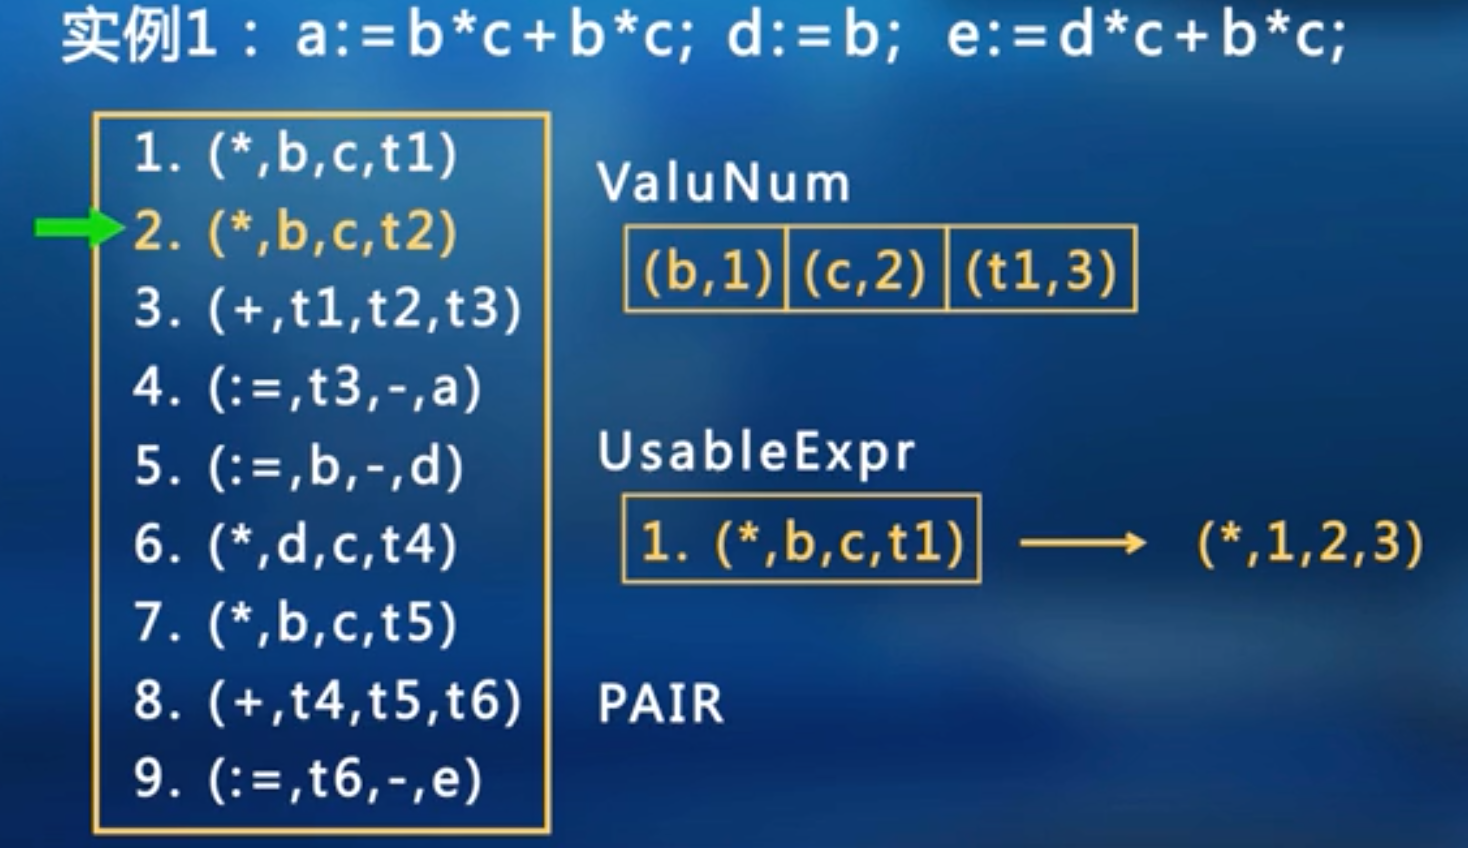 实例1：a:=b*c+b*c; d:=b; e:=d*c+b*c;
1. (*,b,c,t1)
2. (*,b,c,t2)
3. (+,t1,t2,t3)
4. (:=,t3,-,a)
5. (:=,b,-,d)
6. (*,d,c,t4)
7. (*,b,c,t5)
8. (+,t4,t5,t6)
9. (:=,t6,-,e)
ValuNum
(b,1) (c,2) (t1,3)
UsableExpr
1. (*,b,c,t1) → (*,1,2,3)
PAIR